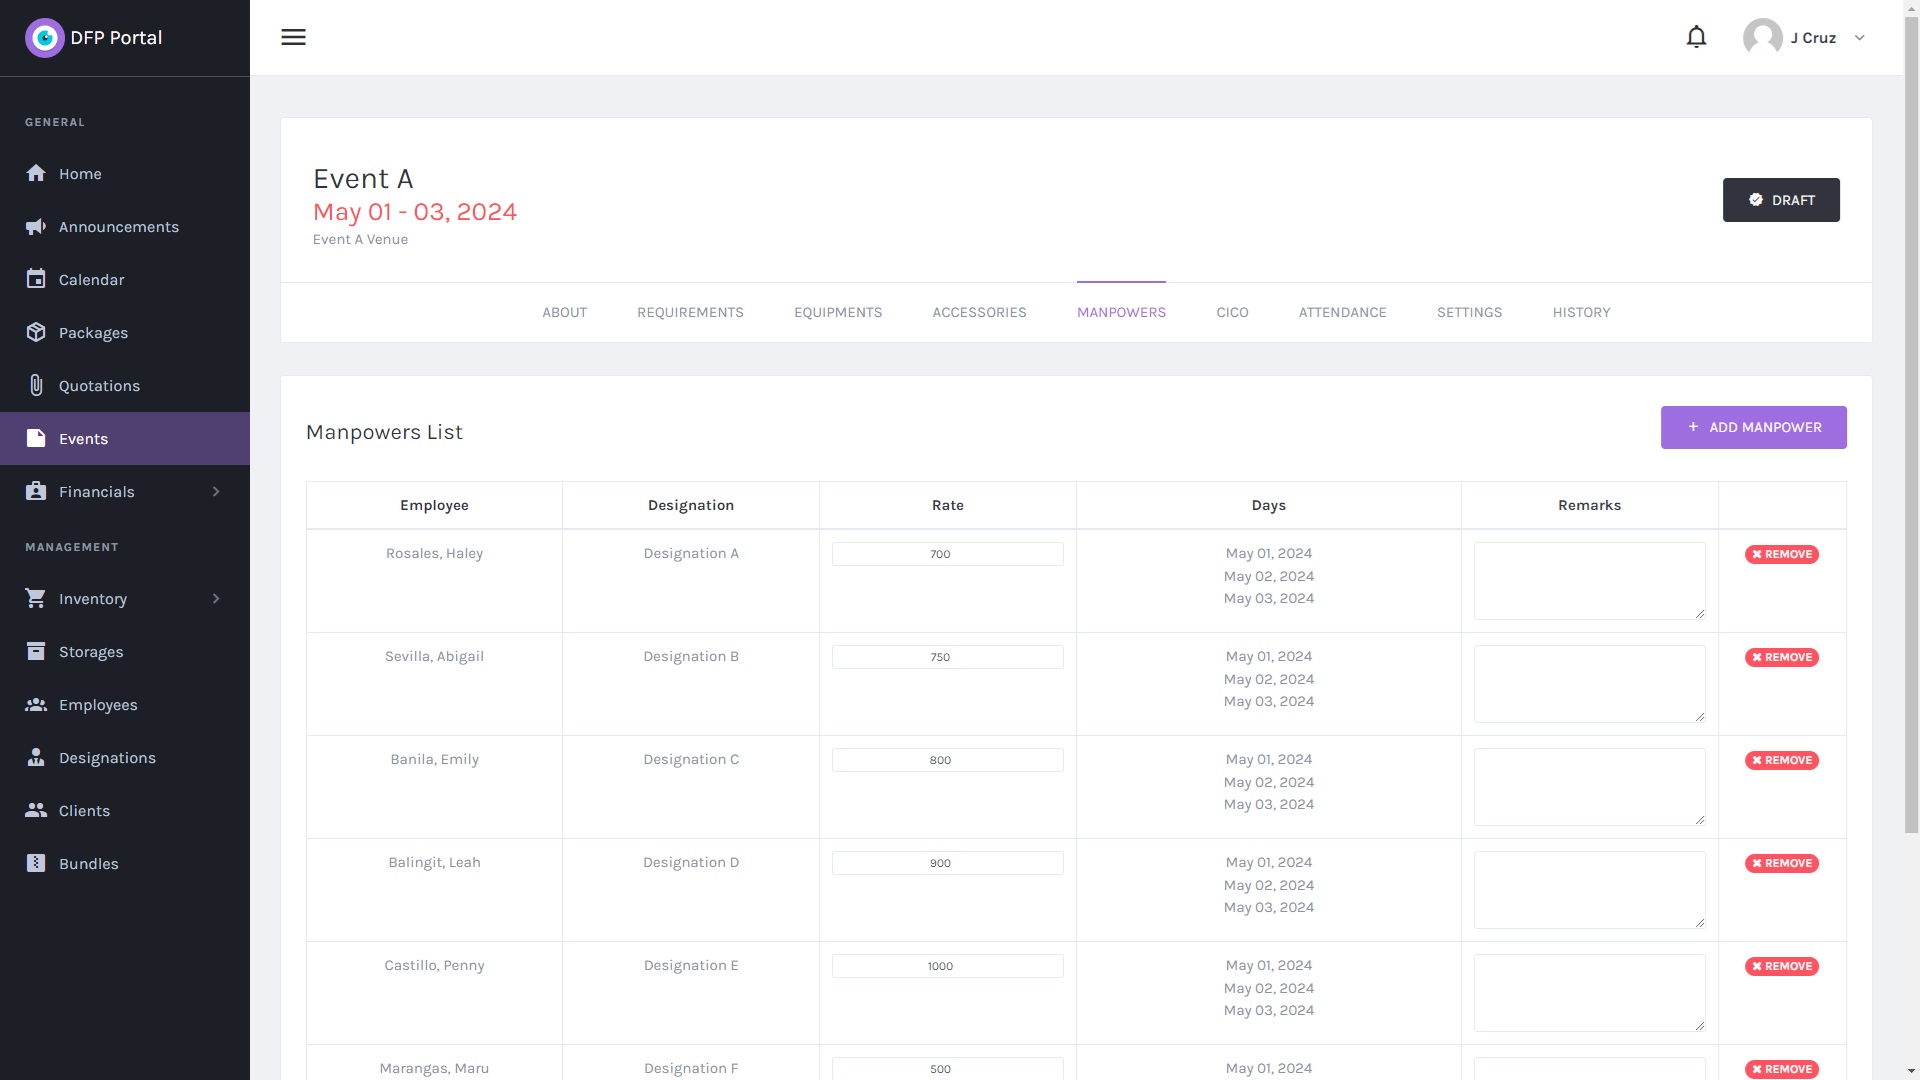 DFP Portal
J Cruz
GENERAL
Home
Announcements
Calendar
Packages
Quotations
Events
Financials
MANAGEMENT
Inventory
Storages
Employees
Designations
Clients
Bundles
Event A
May 01 - 03, 2024
Event A Venue
DRAFT
ABOUT REQUIREMENTS EQUIPMENTS ACCESSORIES MANPOWERS CICO ATTENDANCE SETTINGS HISTORY
Manpowers List
+ ADD MANPOWER
Employee Designation Rate Days Remarks
Rosales, Haley Designation A 700 May 01, 2024 REMOVE
May 02, 2024
May 03, 2024
Sevilla, Abigail Designation B 750 May 01, 2024 REMOVE
May 02, 2024
May 03, 2024
Banila, Emily Designation C 800 May 01, 2024 REMOVE
May 02, 2024
May 03, 2024
Balingit, Leah Designation D 900 May 01, 2024 REMOVE
May 02, 2024
May 03, 2024
Castillo, Penny Designation E 1000 May 01, 2024 REMOVE
May 02, 2024
May 03, 2024
Marangas, Maru Designation F 500 May 01, 2024 REMOVE